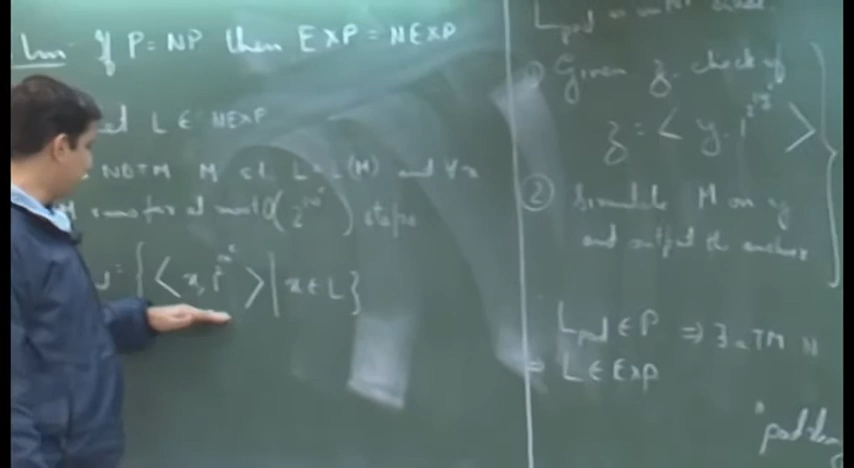 Thm: If P = NP then EXP = NEXP
L ∈ NEXP
NDTM M s.t. L = L(M) and ∀x
M runs for at most O(2^{|x|^c}) steps
= {<x, 1^{2^{|x|^c}}> | x ∈ L}
L_pad
① Given z, check if
z = <y, 1^{2^{|y|^c}}>
② Simulate M on y
and output the answer
L_pad ∈ P ⇒ ∃ a TM N
⇒ L ∈ EXP
"padding